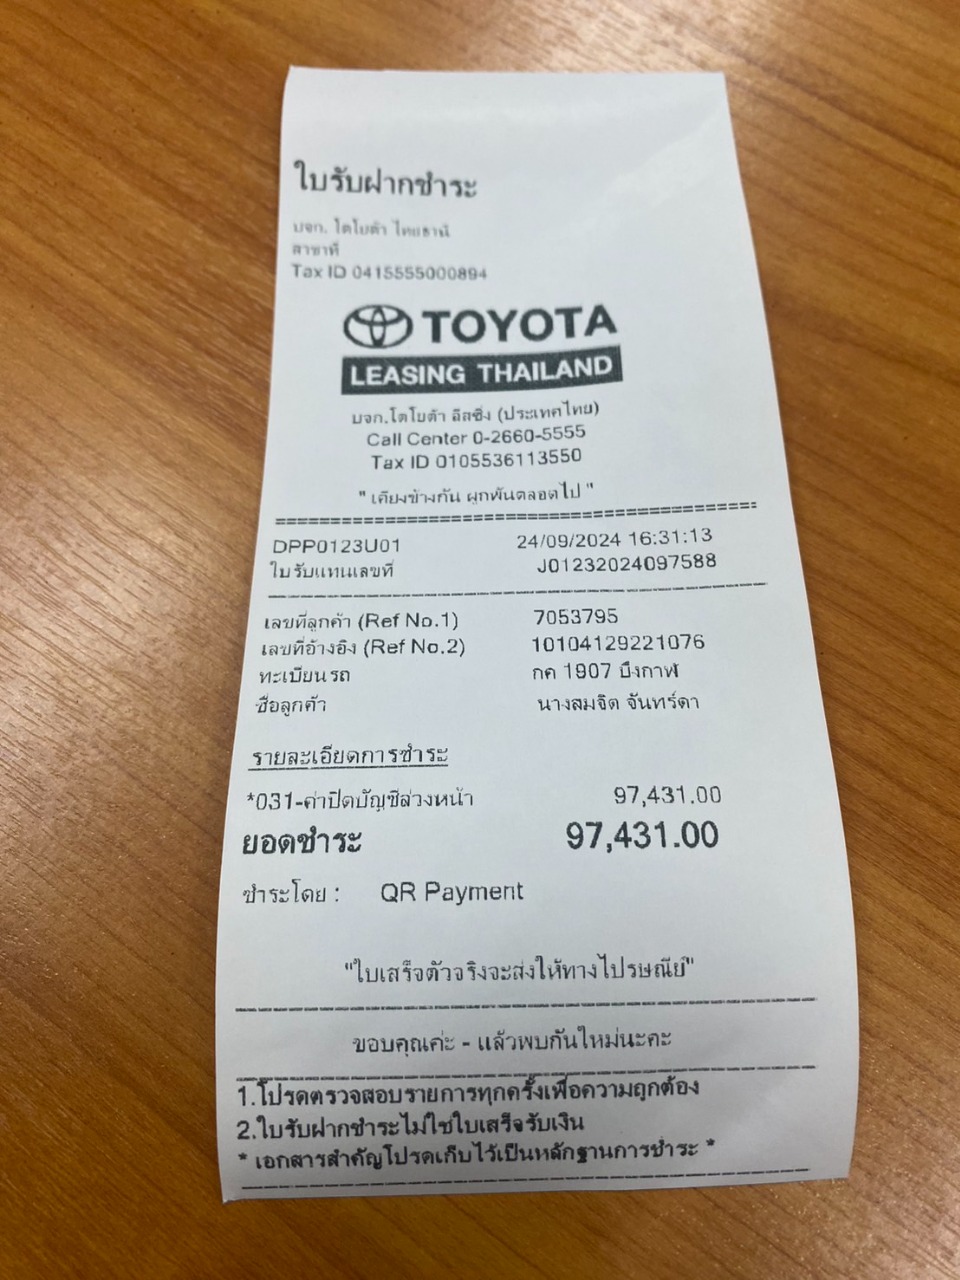 ใบรับฝากชำระ
บจก. โตโยต้า ไทยธานี
สาขาที่
Tax ID 0415555000894
TOYOTA
LEASING THAILAND
บจก.โตโยต้า ลีสซิ่ง (ประเทศไทย)
Call Center 0-2660-5555
Tax ID 0105536113550
" เคียงข้างกัน ผูกพันตลอดไป "
DPP0123U01 24/09/2024 16:31:13
ใบรับแทนเลขที่ J01232024097588
เลขที่ลูกค้า (Ref No.1) 7053795
เลขที่อ้างอิง (Ref No.2) 10104129221076
ทะเบียนรถ กค 1907 บึงกาฬ
ชื่อลูกค้า นางสมจิต จันทร์ดา
รายละเอียดการชำระ
*031-ค่าปิดบัญชีล่วงหน้า 97,431.00
ยอดชำระ 97,431.00
ชำระโดย : QR Payment
"ใบเสร็จตัวจริงจะส่งให้ทางไปรษณีย์"
ขอบคุณค่ะ - แล้วพบกันใหม่นะคะ
1.โปรดตรวจสอบรายการทุกครั้งเพื่อความถูกต้อง
2.ใบรับฝากชำระไม่ใช่ใบเสร็จรับเงิน
* เอกสารสำคัญโปรดเก็บไว้เป็นหลักฐานการชำระ *